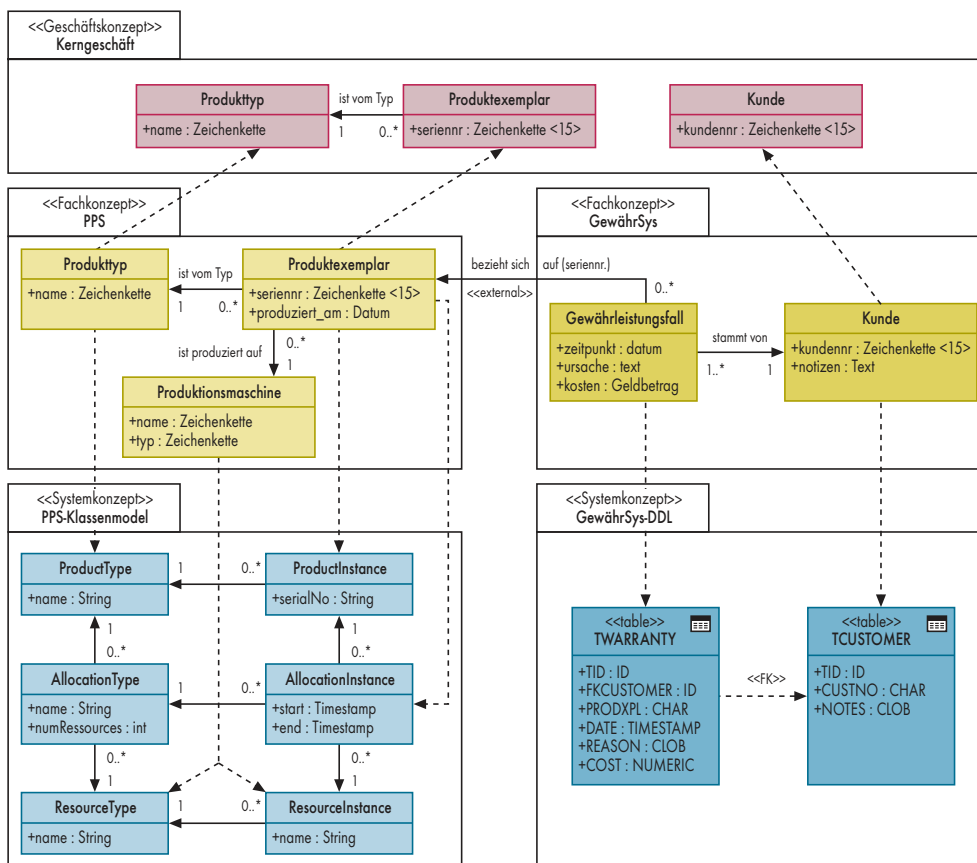 <<Geschäftskonzept>>
Kerngeschäft
Produkttyp
+name : Zeichenkette
ist vom Typ
1
0..*
Produktexemplar
+seriennr : Zeichenkette <15>
Kunde
+kundennr : Zeichenkette <15>
<<Fachkonzept>>
PPS
Produkttyp
+name : Zeichenkette
ist vom Typ
1
0..*
Produktexemplar
+seriennr : Zeichenkette <15>
+produziert_am : Datum
ist produziert auf
0..*
1
Produktionsmaschine
+name : Zeichenkette
+typ : Zeichenkette
bezieht sich auf (seriennr.)
<<external>>
<<Fachkonzept>>
GewährSys
0..*
Gewährleistungsfall
+zeitpunkt : datum
+ursache : text
+kosten : Geldbetrag
stammt von
1..*
1
Kunde
+kundennr : Zeichenkette <15>
+notizen : Text
<<Systemkonzept>>
PPS-Klassenmodel
ProductType
+name : String
1
0..*
ProductInstance
+serialNo : String
1
0..*
1
0..*
AllocationType
+name : String
+numRessources : int
1
0..*
AllocationInstance
+start : Timestamp
+end : Timestamp
0..*
1
0..*
1
ResourceType
+name : String
1
0..*
ResourceInstance
+name : String
<<Systemkonzept>>
GewährSys-DDL
<<table>>
TWARRANTY
+TID : ID
+FKCUSTOMER : ID
+PRODXPL : CHAR
+DATE : TIMESTAMP
+REASON : CLOB
+COST : NUMERIC
<<FK>>
<<table>>
TCUSTOMER
+TID : ID
+CUSTNO : CHAR
+NOTES : CLOB